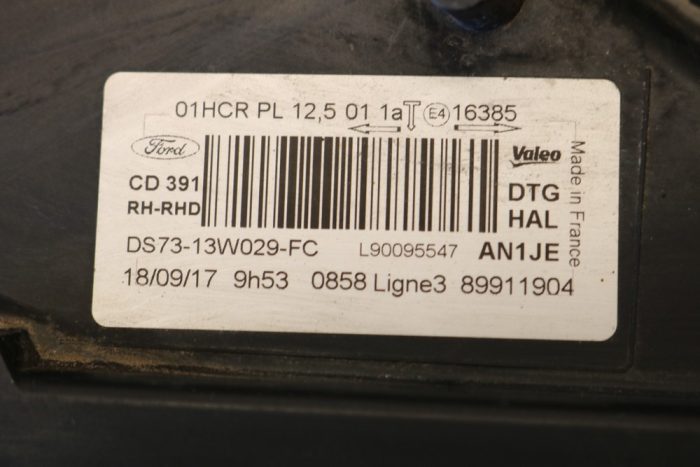 01HCR PL 12,5 01 1a E4 16385
Ford
Valeo
CD 391
DTG
RH-RHD
HAL
DS73-13W029-FC L90095547 AN1JE
18/09/17 9h53 0858 Ligne3 89911904
Made in France